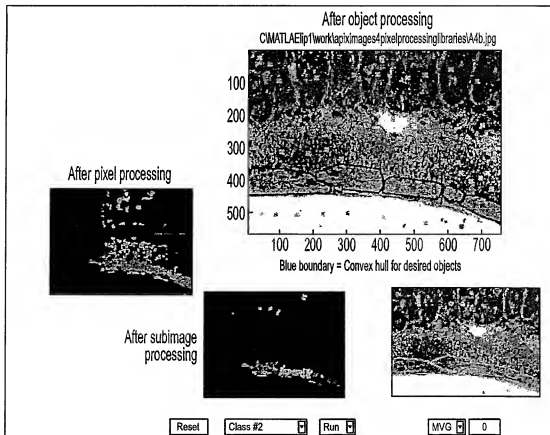 After object processing
C\MATLAElip1\work\apiximages4pixelprocessinglibraries\A4b.jpg
100
200
300
400
500
100 200 300 400 500 600 700
Blue boundary = Convex hull for desired objects
After pixel processing
After subimage
processing
Reset Class #2 Run MVG 0